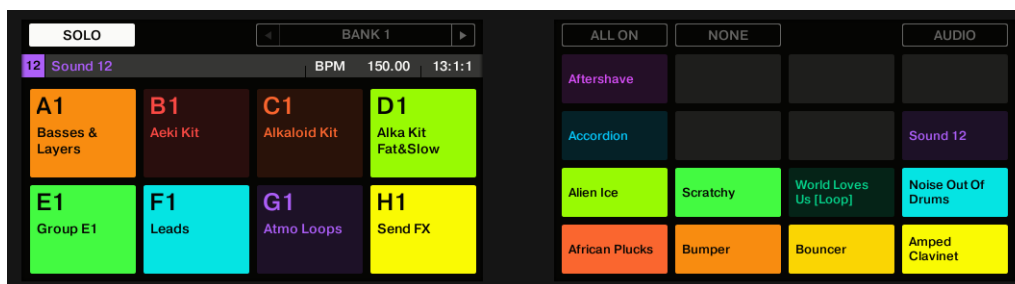 SOLO
BANK 1
12 Sound 12 BPM 150.00 13:1:1
A1
Basses &
Layers
B1
Aeki Kit
C1
Alkaloid Kit
D1
Alka Kit
Fat&Slow
E1
Group E1
F1
Leads
G1
Atmo Loops
H1
Send FX
ALL ON
NONE
AUDIO
Aftershave
Accordion
Sound 12
Alien Ice
Scratchy
World Loves
Us [Loop]
Noise Out Of
Drums
African Plucks
Bumper
Bouncer
Amped
Clavinet